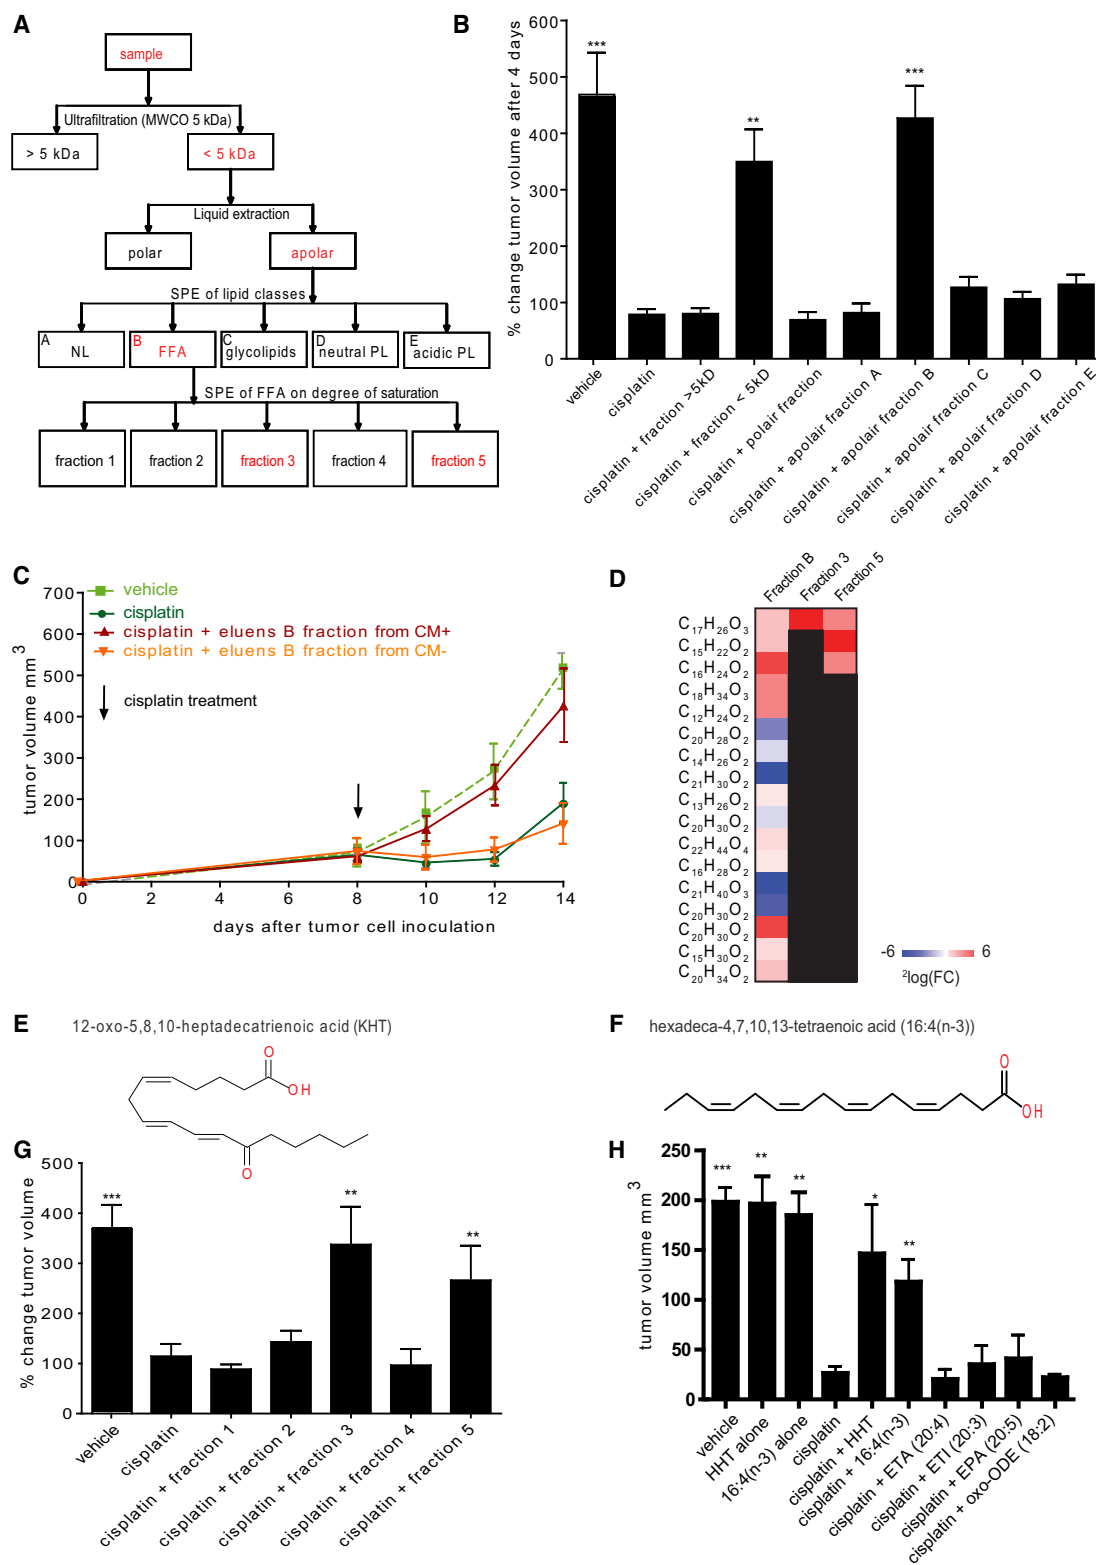 A
sample
Ultrafiltration (MWCO 5 kDa)
> 5 kDa
< 5 kDa
Liquid extraction
polar
apolar
SPE of lipid classes
A NL
B FFA
C glycolipids
D neutral PL
E acidic PL
SPE of FFA on degree of saturation
fraction 1
fraction 2
fraction 3
fraction 4
fraction 5
B
% change tumor volume after 4 days
600
500
400
300
200
100
0
***
**
***
vehicle
cisplatin
cisplatin + fraction >5kD
cisplatin + fraction < 5kD
cisplatin + polair fraction
cisplatin + apolair fraction A
cisplatin + apolair fraction B
cisplatin + apolair fraction C
cisplatin + apolair fraction D
cisplatin + apolair fraction E
C
tumor volume mm3
700
600
500
400
300
200
100
0
vehicle
cisplatin
cisplatin + eluens B fraction from CM+
cisplatin + eluens B fraction from CM-
cisplatin treatment
0 2 4 6 8 10 12 14
days after tumor cell inoculation
D
Fraction B
Fraction 3
Fraction 5
C17H26O3
C15H22O2
C16H24O2
C18H34O3
C12H24O2
C20H28O2
C14H26O2
C21H30O2
C13H26O2
C20H30O2
C22H44O4
C16H28O2
C21H40O3
C20H30O2
C20H30O2
C15H30O2
C20H34O2
-6 6
2log(FC)
E
12-oxo-5,8,10-heptadecatrienoic acid (KHT)
O
OH
O
F
hexadeca-4,7,10,13-tetraenoic acid (16:4(n-3))
O
OH
G
% change tumor volume
500
400
300
200
100
0
***
**
**
vehicle
cisplatin
cisplatin + fraction 1
cisplatin + fraction 2
cisplatin + fraction 3
cisplatin + fraction 4
cisplatin + fraction 5
H
tumor volume mm3
250
200
150
100
50
0
***
**
**
*
**
vehicle
HHT alone
16:4(n-3) alone
cisplatin
cisplatin + HHT
cisplatin + 16:4(n-3)
cisplatin + ETA (20:4)
cisplatin + ETI (20:3)
cisplatin + EPA (20:5)
cisplatin + oxo-ODE (18:2)